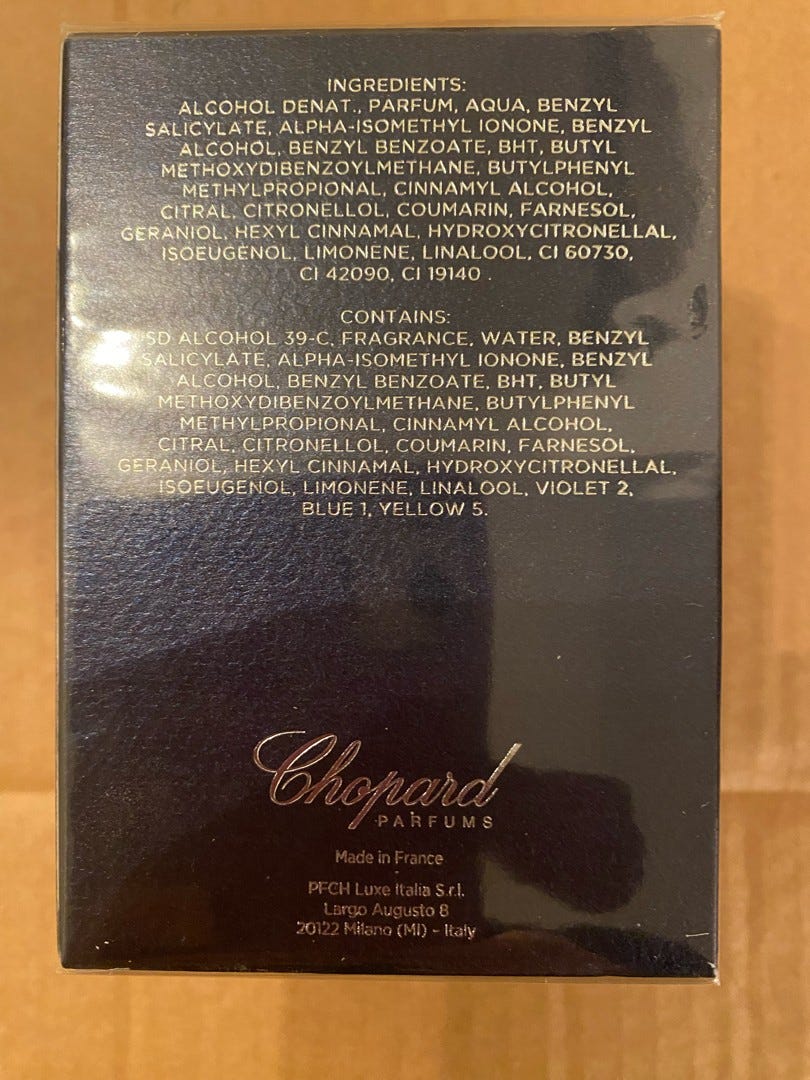 INGREDIENTS:
ALCOHOL DENAT., PARFUM, AQUA, BENZYL
SALICYLATE, ALPHA-ISOMETHYL IONONE, BENZYL
ALCOHOL, BENZYL BENZOATE, BHT, BUTYL
METHOXYDIBENZOYLMETHANE, BUTYLPHENYL
METHYLPROPIONAL, CINNAMYL ALCOHOL,
CITRAL, CITRONELLOL, COUMARIN, FARNESOL,
GERANIOL, HEXYL CINNAMAL, HYDROXYCITRONELLAL,
ISOEUGENOL, LIMONENE, LINALOOL, CI 60730,
CI 42090, CI 19140 .
CONTAINS:
SD ALCOHOL 39-C, FRAGRANCE, WATER, BENZYL
SALICYLATE, ALPHA-ISOMETHYL IONONE, BENZYL
ALCOHOL, BENZYL BENZOATE, BHT, BUTYL
METHOXYDIBENZOYLMETHANE, BUTYLPHENYL
METHYLPROPIONAL, CINNAMYL ALCOHOL,
CITRAL, CITRONELLOL, COUMARIN, FARNESOL,
GERANIOL, HEXYL CINNAMAL, HYDROXYCITRONELLAL,
ISOEUGENOL, LIMONENE, LINALOOL, VIOLET 2,
BLUE 1, YELLOW 5.
Chopard
PARFUMS
Made in France
-
PFCH Luxe Italia S.r.l.
Largo Augusto 8
20122 Milano (MI) - Italy